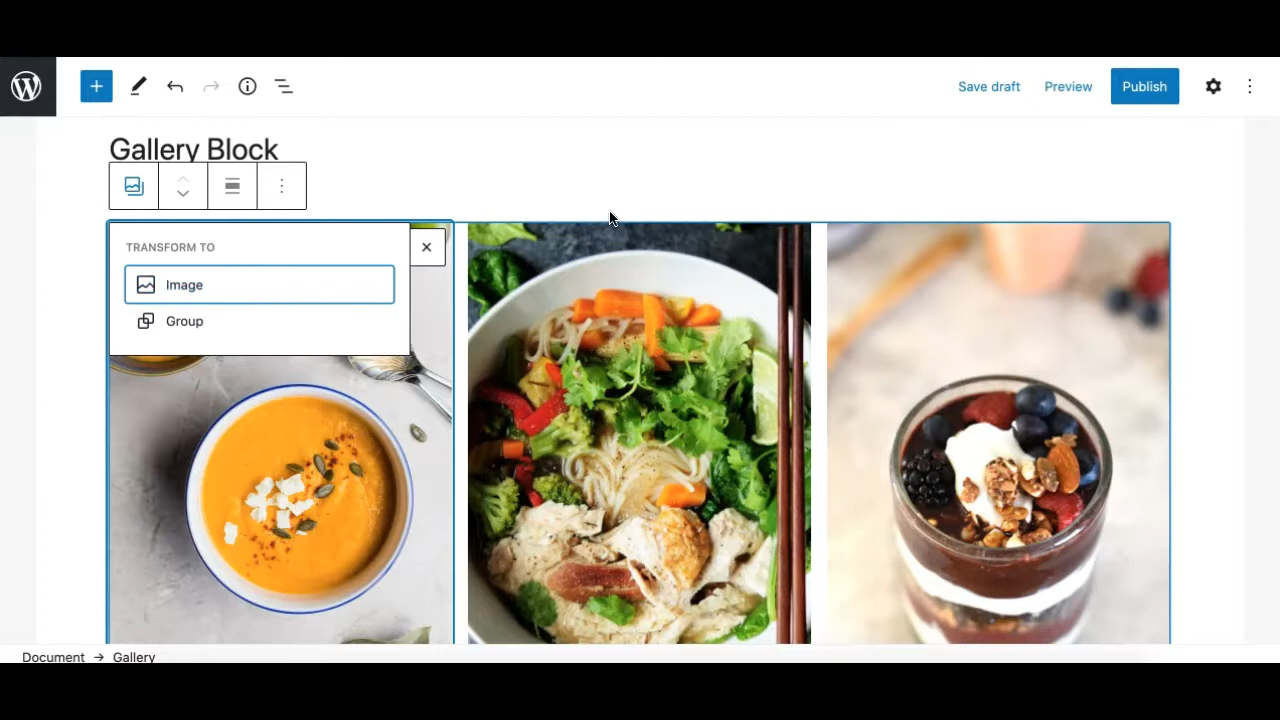 Save draft Preview Publish
Gallery Block
TRANSFORM TO
Image
Group
Document → Gallery